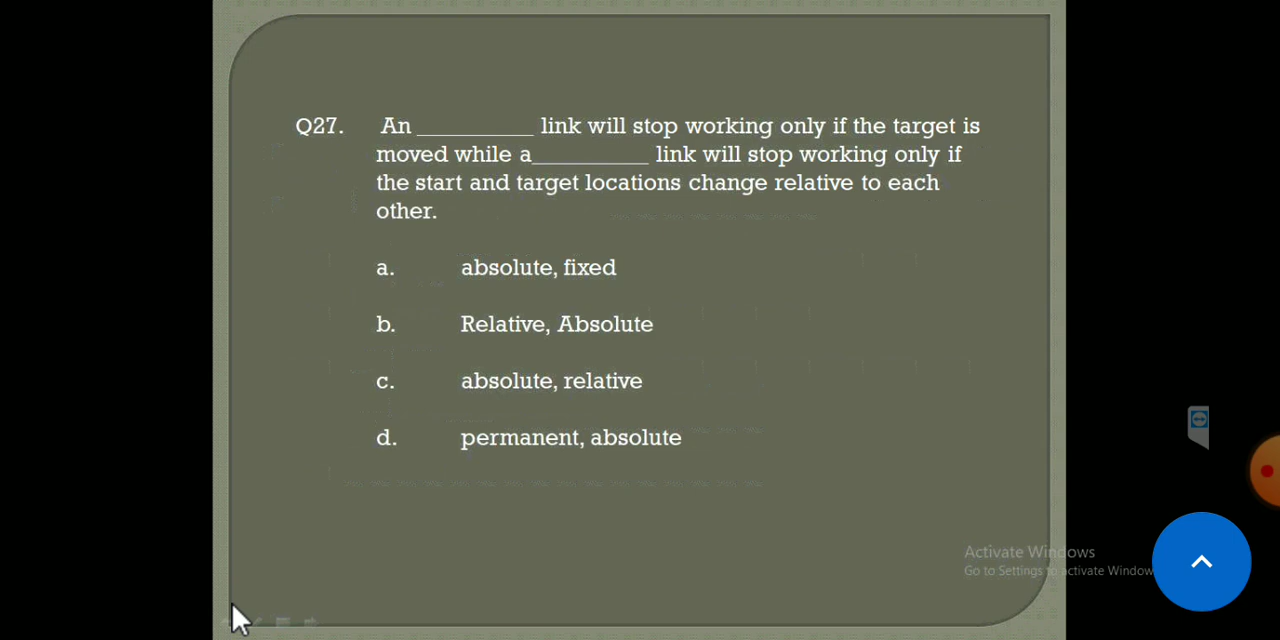 Q27. An __________ link will stop working only if the target is
moved while a__________ link will stop working only if
the start and target locations change relative to each
other.
a. absolute, fixed
b. Relative, Absolute
c. absolute, relative
d. permanent, absolute
Activate Windows
Go to Settings to activate Window